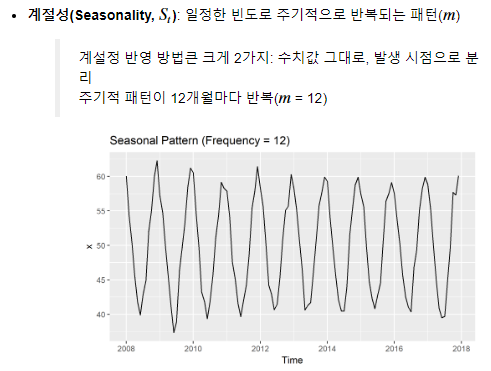 • 계절성(Seasonality, Sₜ): 일정한 빈도로 주기적으로 반복되는 패턴(m)
계설정 반영 방법큰 크게 2가지: 수치값 그대로, 발생 시점으로 분
리
주기적 패턴이 12개월마다 반복(m = 12)
Seasonal Pattern (Frequency = 12)
60
55
50
45
40
x
2008 2010 2012 2014 2016 2018
Time